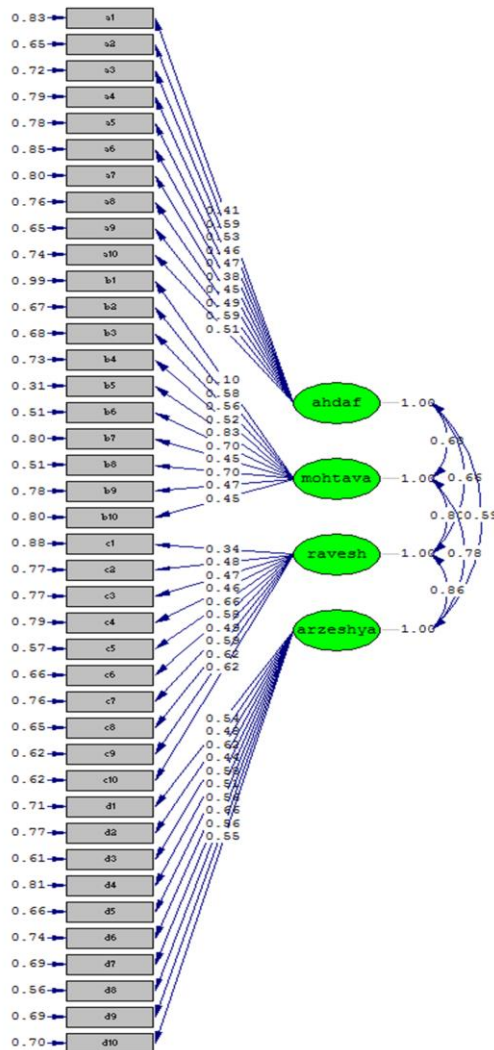 0.83 a1
0.65 a2
0.72 a3
0.79 a4
0.78 a5
0.85 a6
0.80 a7
0.76 a8
0.65 a9
0.74 a10
0.99 b1
0.67 b2
0.68 b3
0.73 b4
0.31 b5
0.51 b6
0.80 b7
0.51 b8
0.78 b9
0.80 b10
0.88 c1
0.77 c2
0.77 c3
0.79 c4
0.57 c5
0.66 c6
0.76 c7
0.65 c8
0.62 c9
0.62 c10
0.71 d1
0.77 d2
0.61 d3
0.81 d4
0.66 d5
0.74 d6
0.69 d7
0.56 d8
0.69 d9
0.70 d10
0.41
0.59
0.53
0.46
0.47
0.38
0.45
0.49
0.59
0.51
0.10
0.58
0.56
0.52
0.83
0.70
0.45
0.70
0.47
0.45
0.34
0.48
0.47
0.46
0.66
0.49
0.62
0.62
0.54
0.44
0.51
0.66
0.56
0.55
ahdaf 1.00
mohtava 1.00
ravesh 1.00
arzeshya 1.00
0.59
0.78
0.86